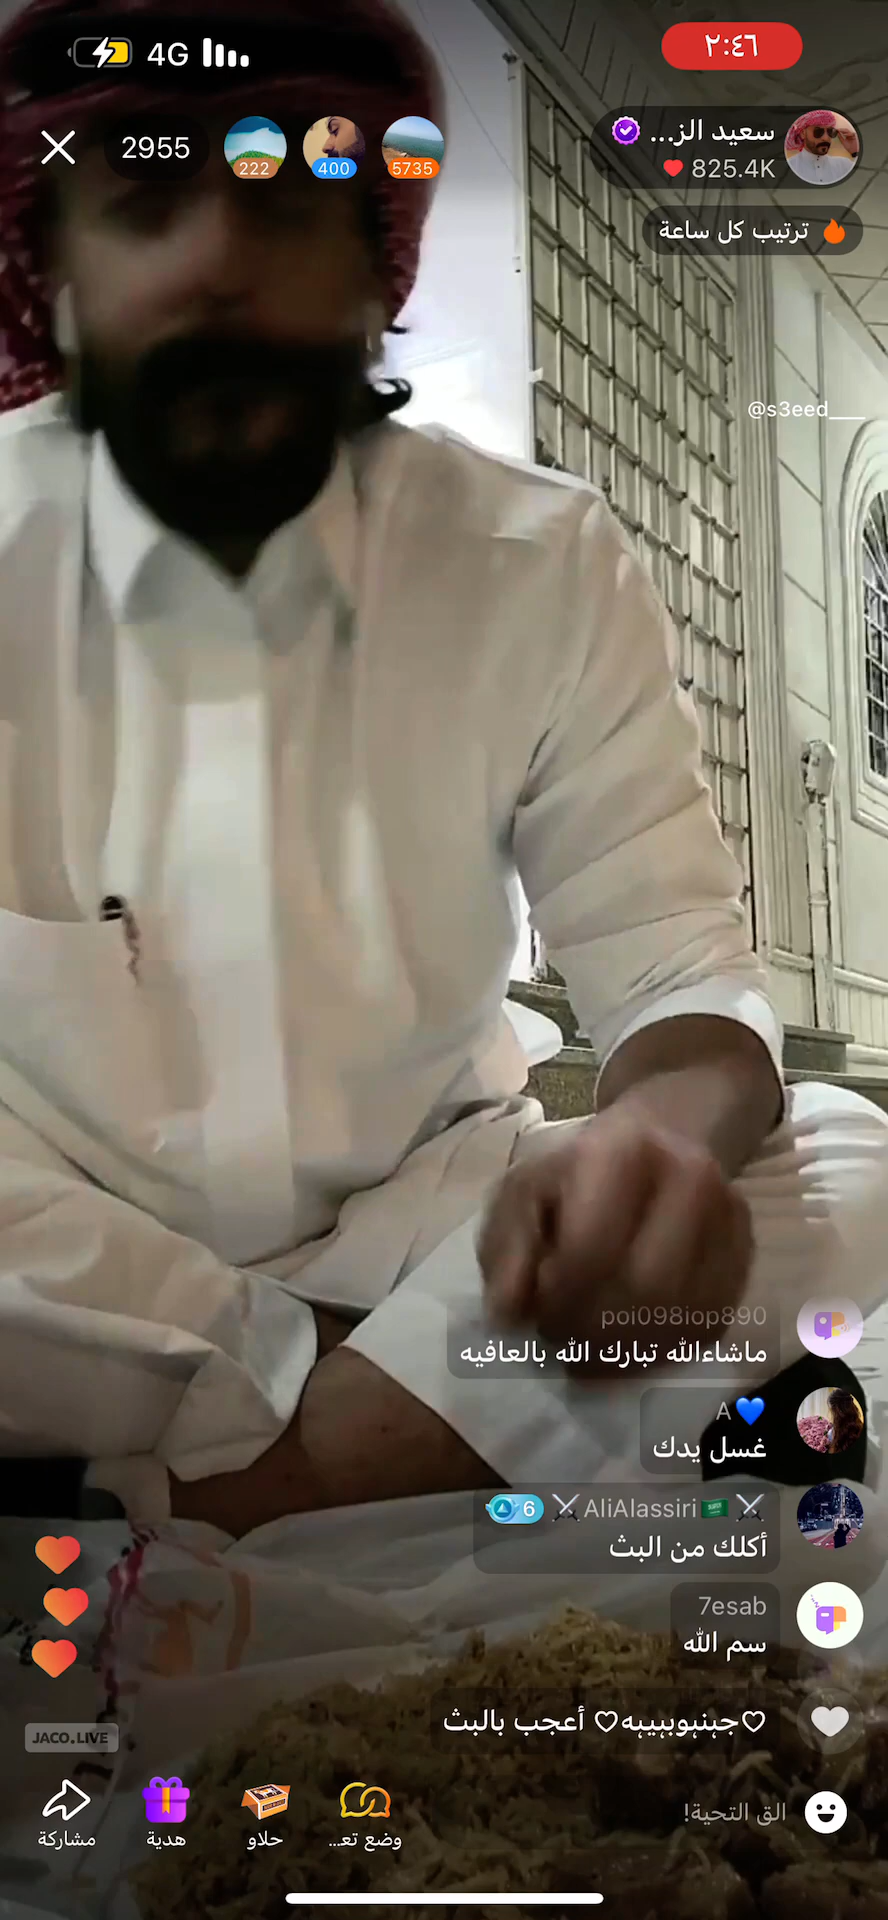 4G
٢:٤٦
2955
222
400
5735
سعيد الز...
825.4K
ترتيب كل ساعة
@s3eed___
poi098iop890
ماشاءالله تبارك الله بالعافيه
A
غسل يدك
6 AliAlassiri
أكلك من البث
7esab
سم الله
أعجب بالبث
JACO.LIVE
الق التحية!
وضع تعـ...
حلاو
هدية
مشاركة